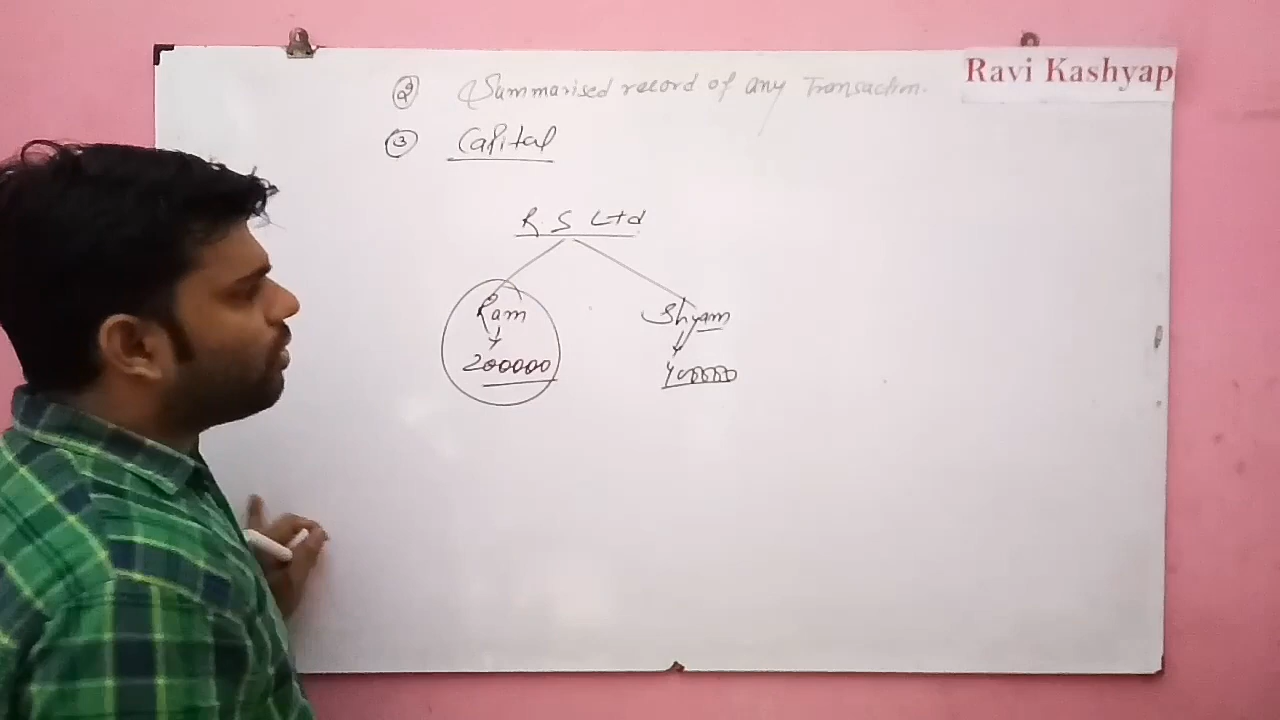 Ravi Kashyap
② Summarised record of any Transaction.
③ Capital
R. S Ltd
Ram Shyam
200000 400000